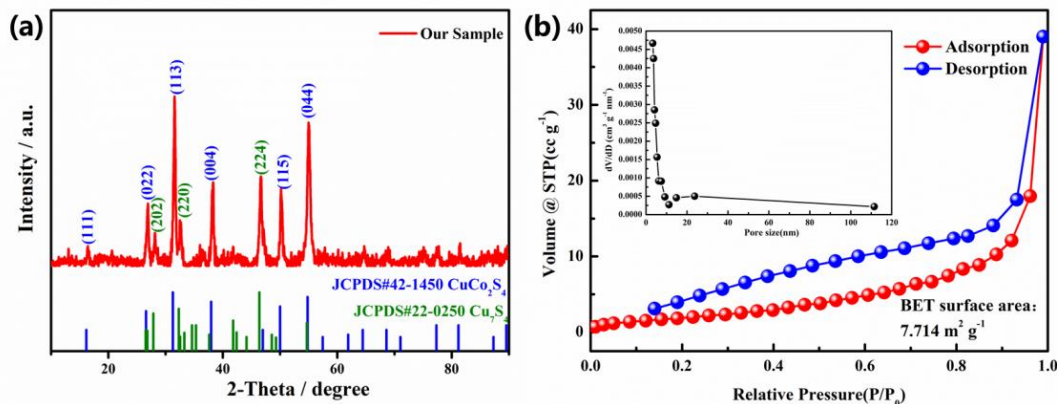 (a)
Our Sample
(111)
(022)
(202)
(113)
(220)
(004)
(224)
(115)
(044)
JCPDS#42-1450 CuCo₂S₄
JCPDS#22-0250 Cu₇S₄
Intensity / a.u.
20
40
60
80
2-Theta / degree
(b)
Adsorption
Desorption
0.0050
0.0045
0.0040
0.0035
0.0030
0.0025
0.0020
0.0015
0.0010
0.0005
0.0000
dV/dD (cm³ g⁻¹ nm⁻¹)
0
20
40
60
80
100
120
Pore size(nm)
BET surface area:
7.714 m² g⁻¹
Volume @ STP(cc g⁻¹)
40
30
20
10
0
0.0
0.2
0.4
0.6
0.8
1.0
Relative Pressure(P/P₀)